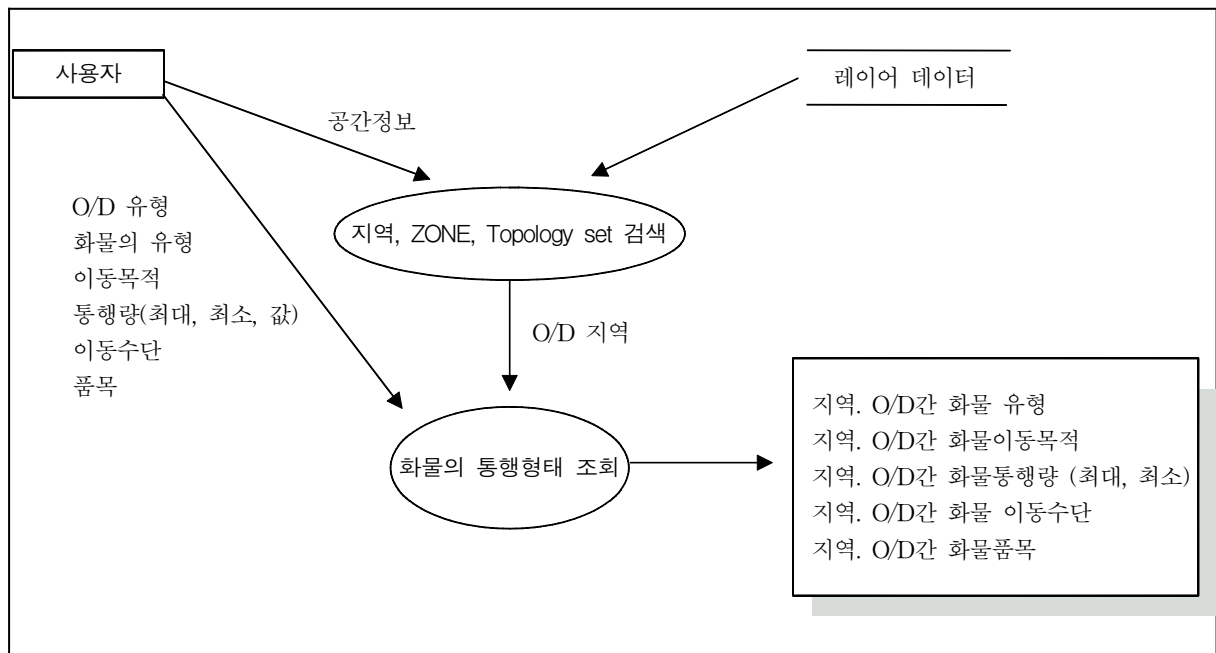 사용자
레이어 데이터
공간정보
O/D 유형
화물의 유형
이동목적
통행량(최대, 최소, 값)
이동수단
품목
지역, ZONE, Topology set 검색
O/D 지역
화물의 통행형태 조회
지역. O/D간 화물 유형
지역. O/D간 화물이동목적
지역. O/D간 화물통행량 (최대, 최소)
지역. O/D간 화물 이동수단
지역. O/D간 화물품목